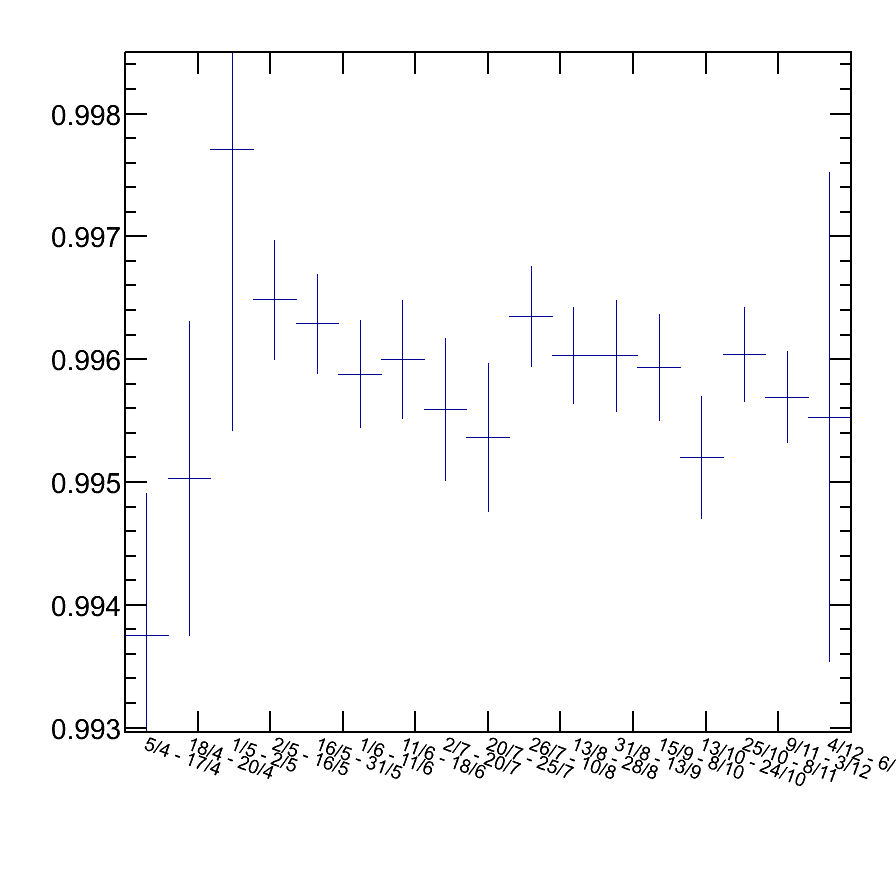 0.998
0.997
0.996
0.995
0.994
0.993
5/4 - 17/4
18/4 - 20/4
1/5 - 2/5
2/5 - 16/5
16/5 - 31/5
1/6 - 11/6
11/6 - 18/6
2/7 - 20/7
20/7 - 25/7
26/7 - 10/8
13/8 - 28/8
31/8 - 13/9
15/9 - 8/10
13/10 - 24/10
25/10 - 8/11
9/11 - 3/12
4/12 - 6/